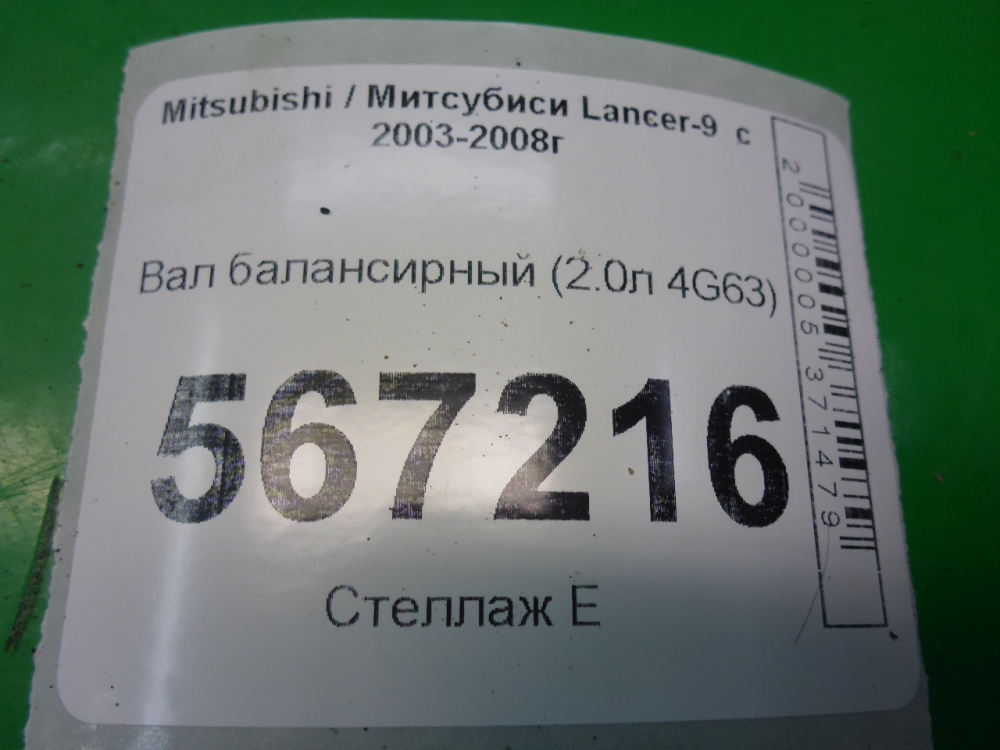 Mitsubishi / Митсубиси Lancer-9 с
2003-2008г
Вал балансирный (2.0л 4G63)
567216
Стеллаж Е
2000005371479